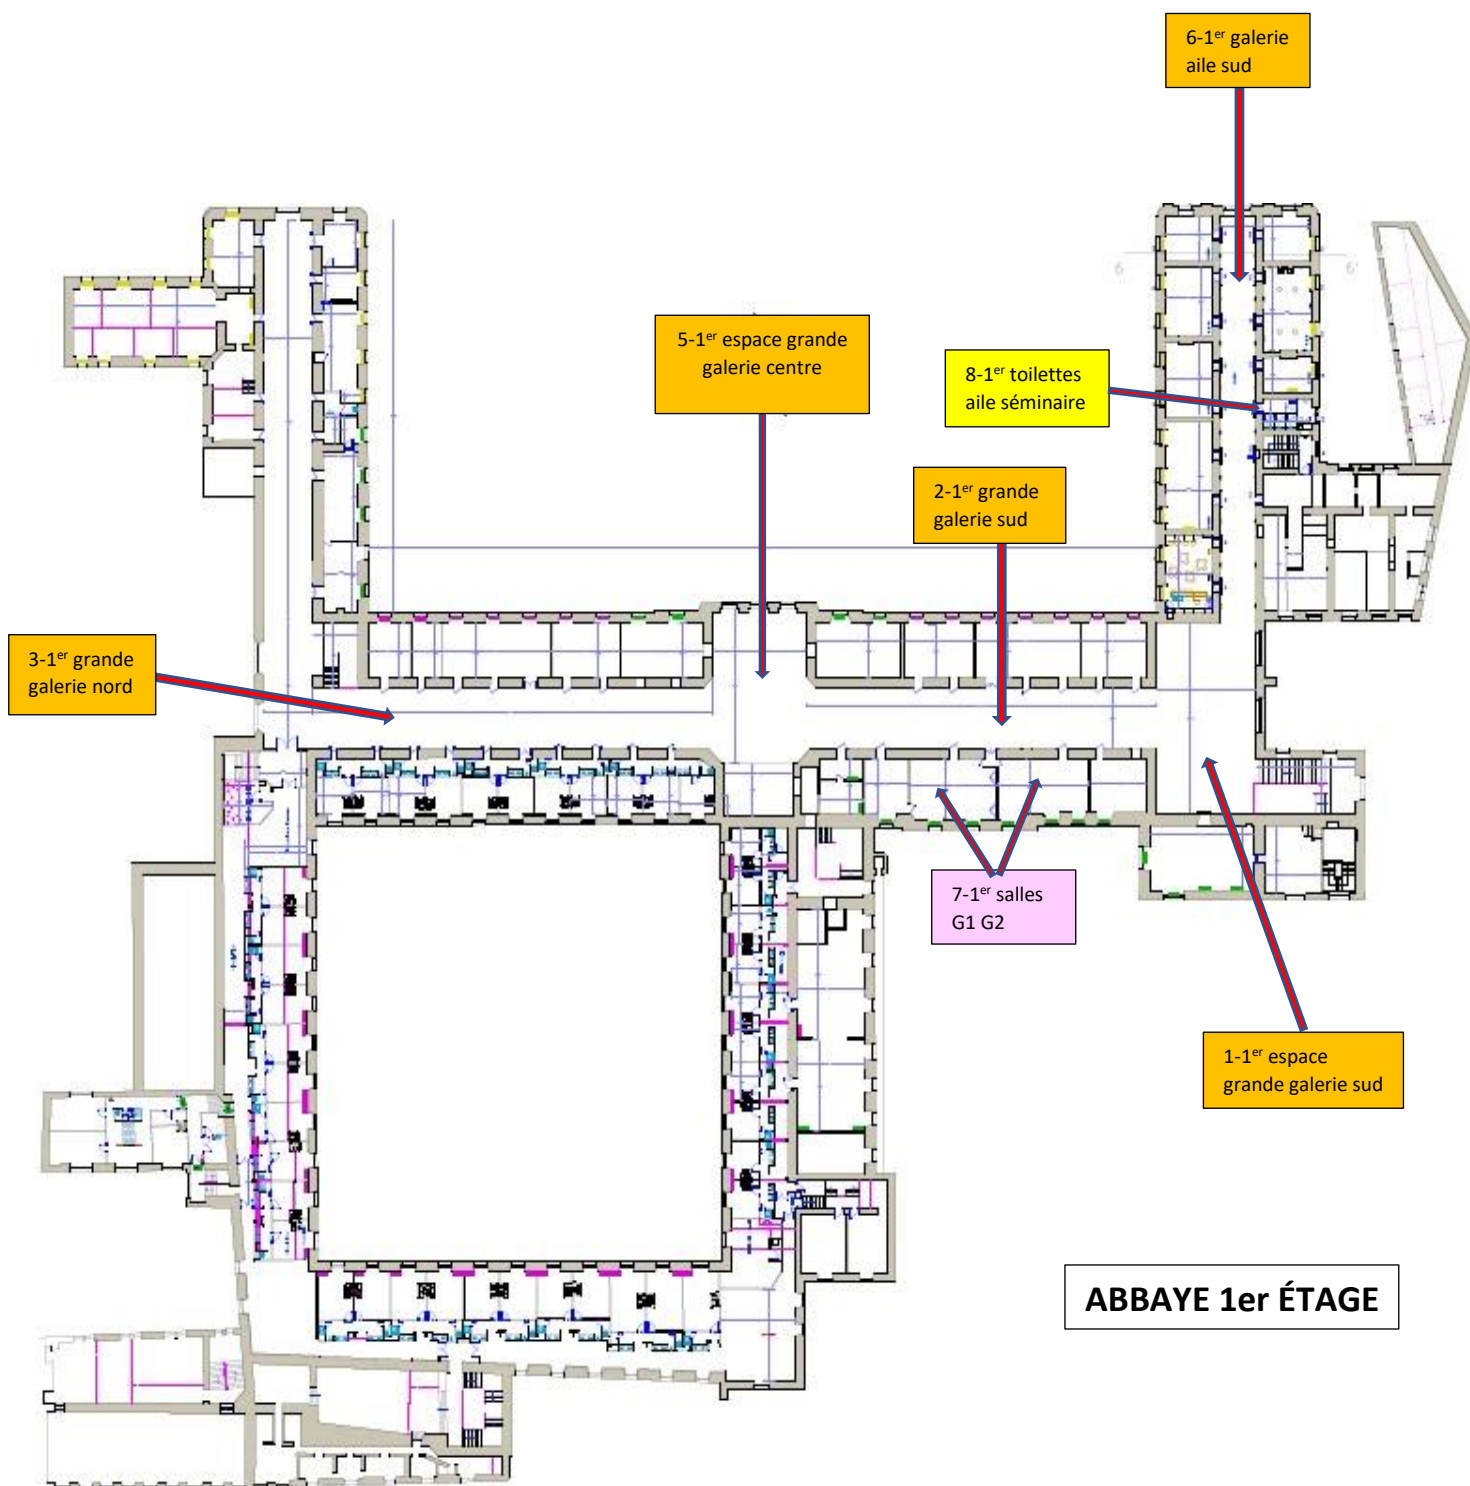 6-1er galerie
aile sud
5-1er espace grande
galerie centre
8-1er toilettes
aile séminaire
2-1er grande
galerie sud
3-1er grande
galerie nord
7-1er salles
G1 G2
1-1er espace
grande galerie sud
ABBAYE 1er ÉTAGE
6
6'